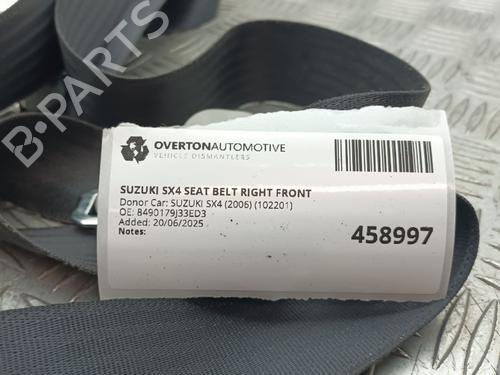 B-PARTS
OVERTONAUTOMOTIVE
VEHICLE DISMANTLERS
SUZUKI SX4 SEAT BELT RIGHT FRONT
Donor Car: SUZUKI SX4 (2006) (102201)
OE: 8490179J33ED3
Added: 20/06/2025
Notes:
458997